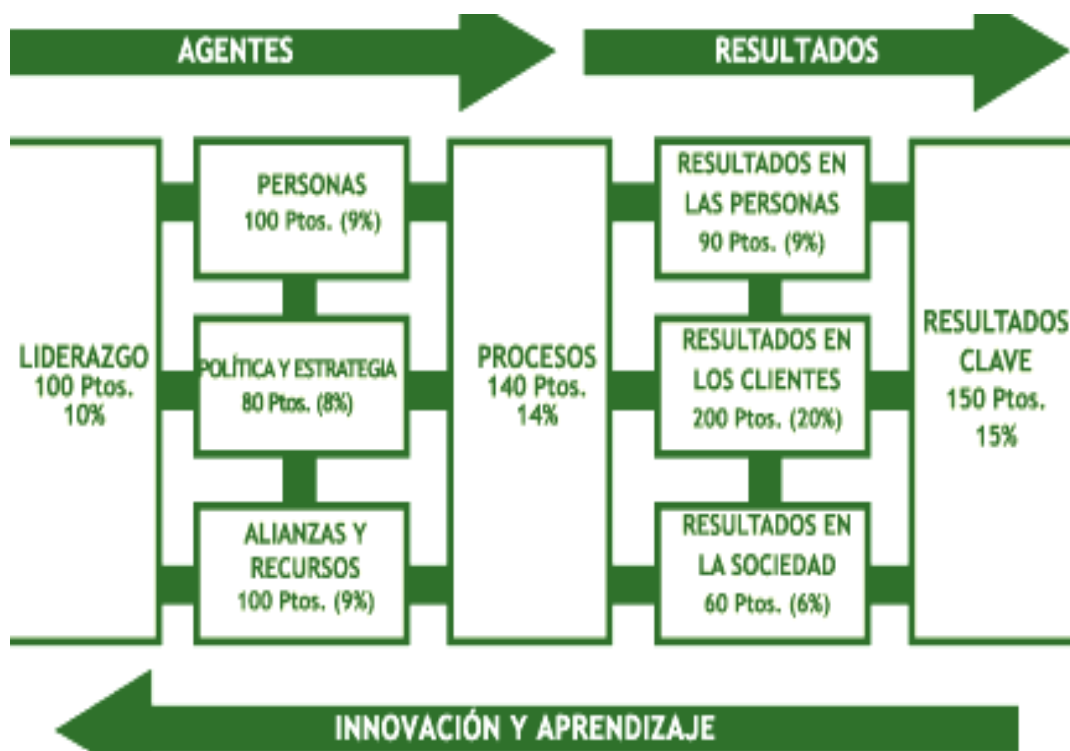 AGENTES
RESULTADOS
LIDERAZGO
100 Ptos.
10%
PERSONAS
100 Ptos. (9%)
POLÍTICA Y ESTRATEGIA
80 Ptos. (8%)
ALIANZAS Y
RECURSOS
100 Ptos. (9%)
PROCESOS
140 Ptos.
14%
RESULTADOS EN
LAS PERSONAS
90 Ptos. (9%)
RESULTADOS EN
LOS CLIENTES
200 Ptos. (20%)
RESULTADOS EN
LA SOCIEDAD
60 Ptos. (6%)
RESULTADOS
CLAVE
150 Ptos.
15%
INNOVACIÓN Y APRENDIZAJE